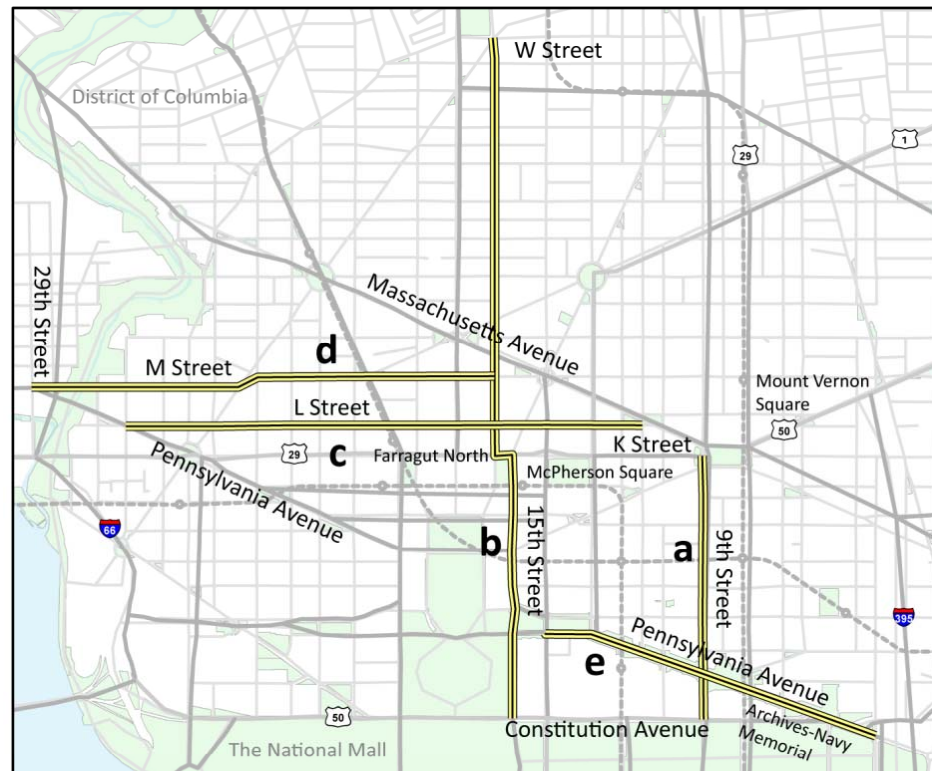 W Street
District of Columbia
1
29
29th Street
Massachusetts Avenue
d
M Street
Mount Vernon
Square
L Street
50
K Street
29
c
Farragut North
McPherson Square
Pennsylvania Avenue
66
b
15th Street
a
9th Street
395
Pennsylvania Avenue
e
50
Constitution Avenue
Archives-Navy
Memorial
The National Mall